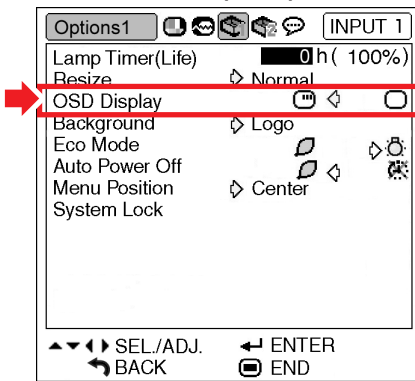 Options1 INPUT 1
Lamp Timer(Life) 0 h ( 100%)
Resize Normal
OSD Display
Background Logo
Eco Mode
Auto Power Off
Menu Position Center
System Lock
SEL./ADJ. ENTER
BACK END